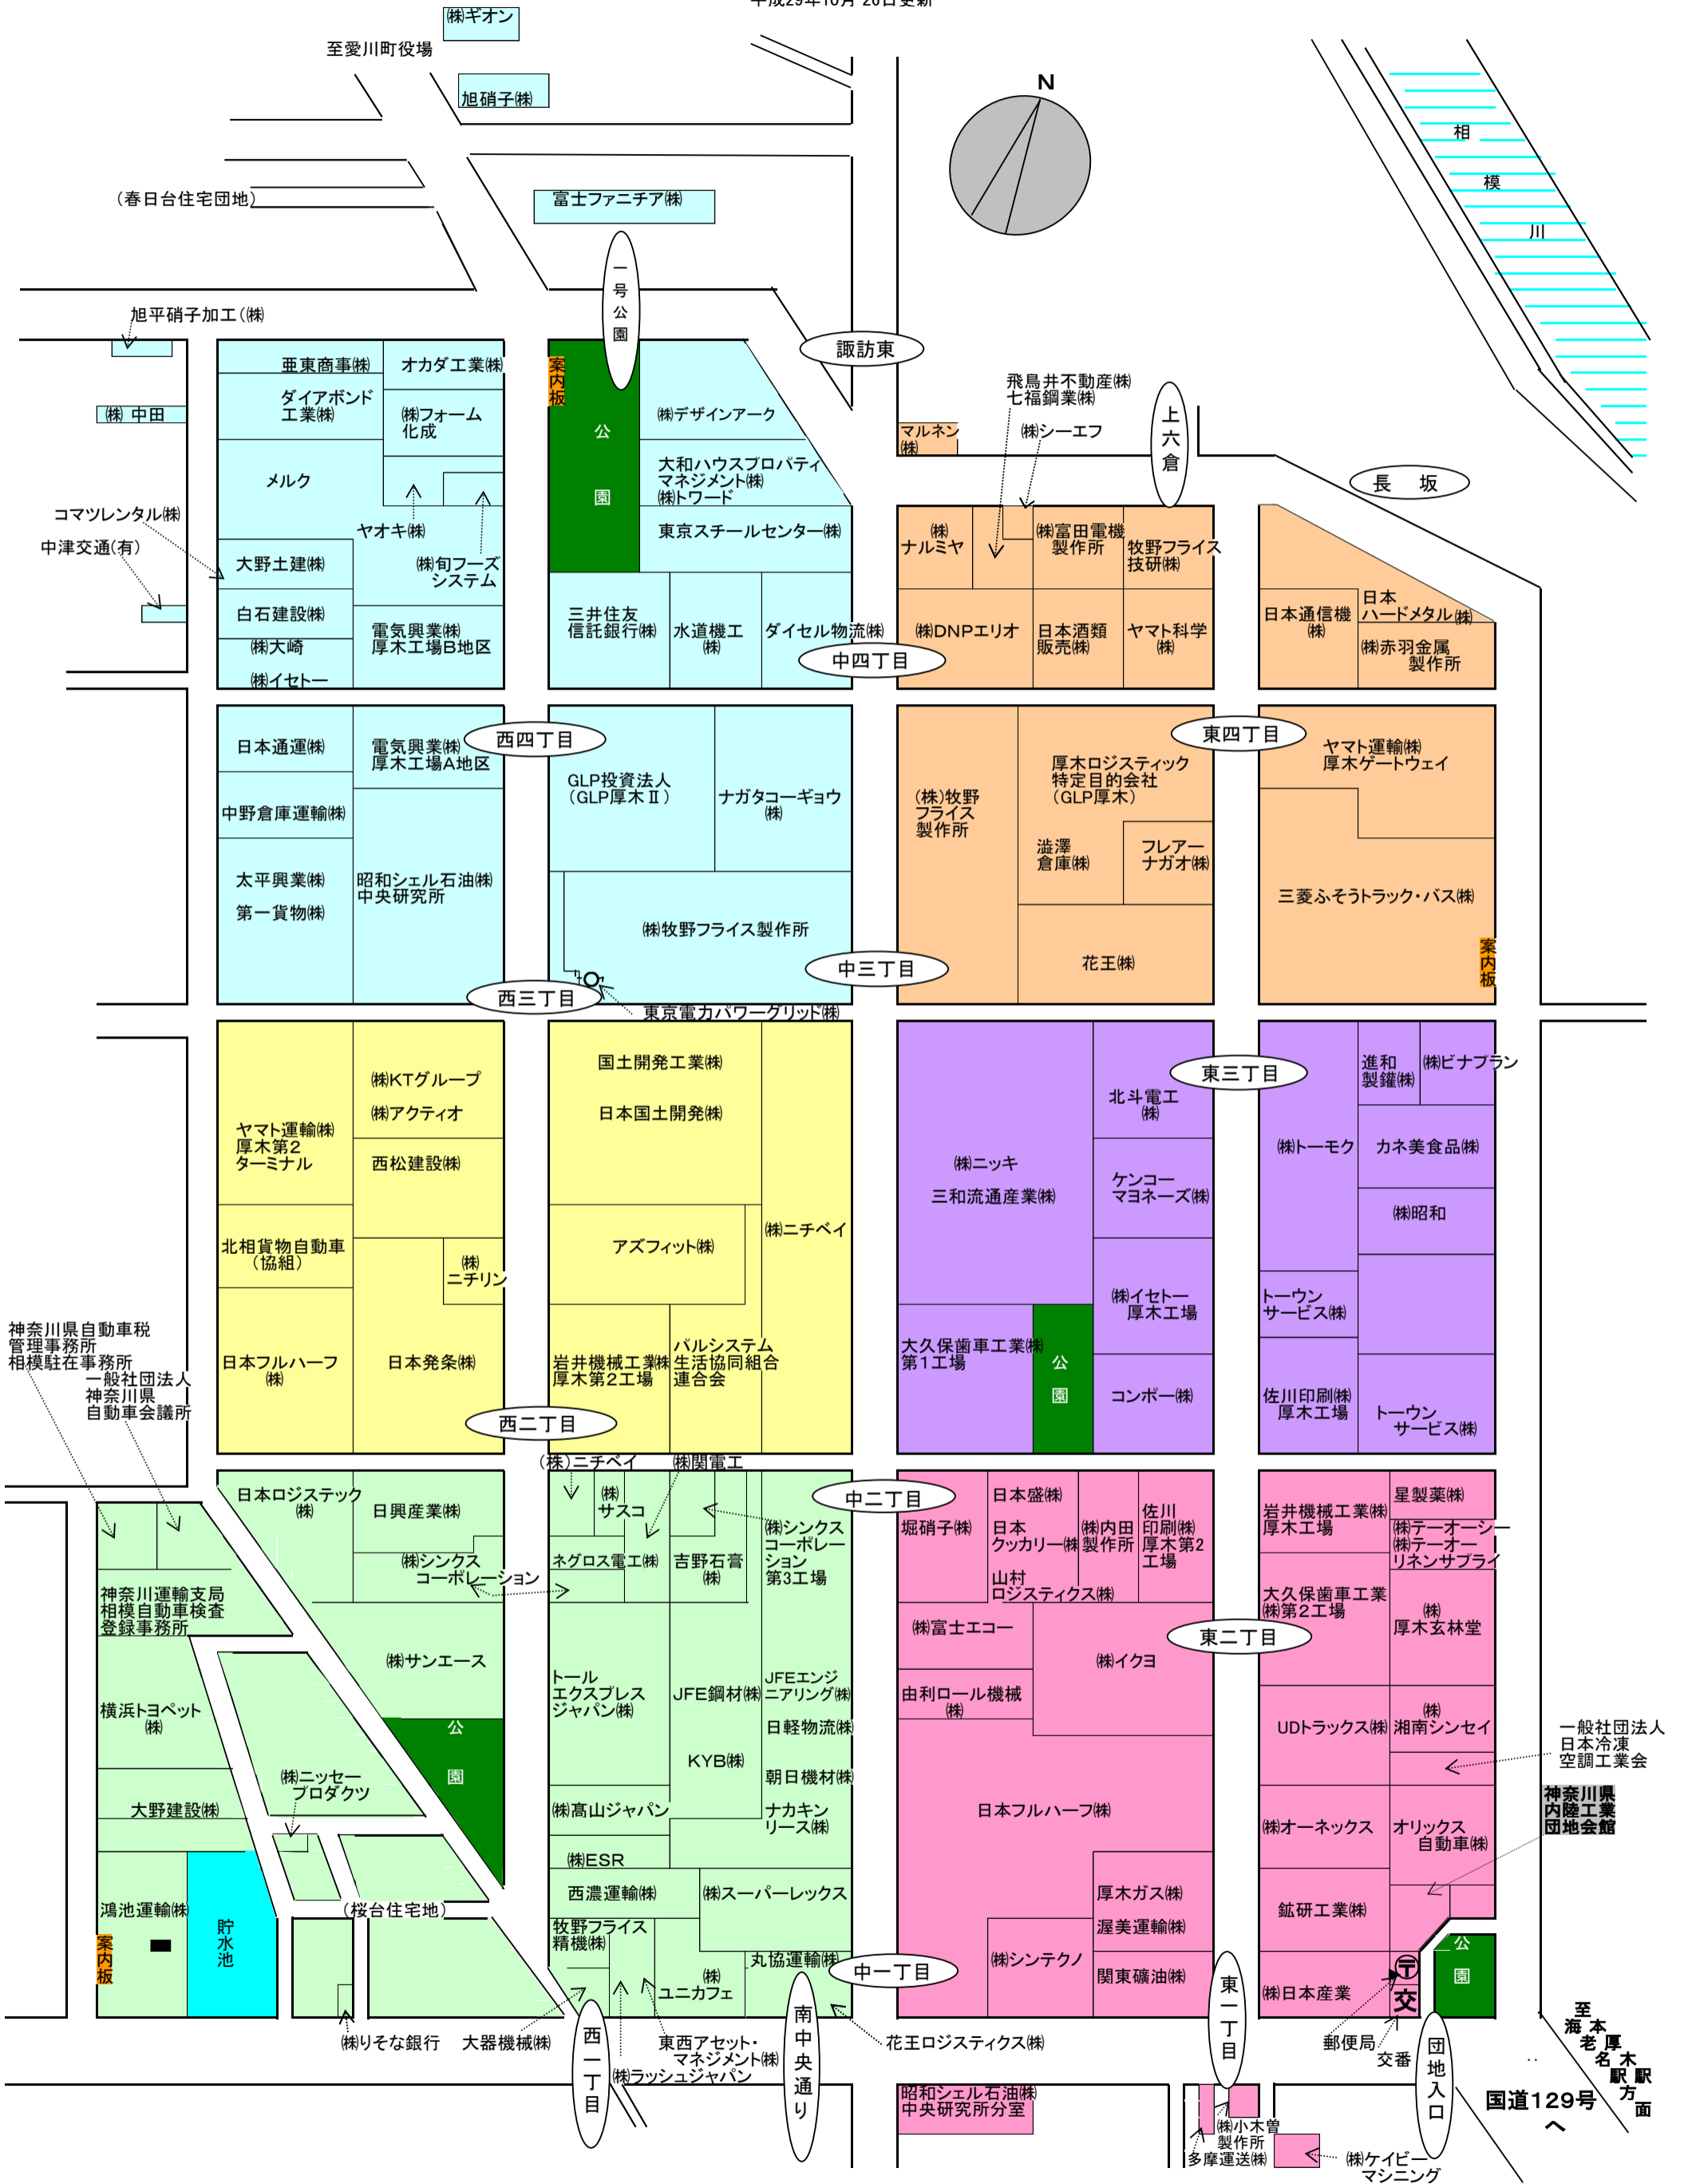 平成29年10月 26日更新
㈱ギオン
至愛川町役場
旭硝子㈱
N
相
模
川
(春日台住宅団地)
富士ファニチア㈱
一号公園
旭平硝子加工(㈱
諏訪東
亜東商事㈱
オカダ工業㈱
案内板
ダイアボンド
工業㈱
㈱ 中田
㈱フォーム
化成
公
園
㈱デザインアーク
飛鳥井不動産㈱
七福鋼業㈱
マルネン
㈱
㈱シーエフ
上六倉
長 坂
メルク
大和ハウスプロパティ
マネジメント㈱
㈱トワード
コマツレンタル㈱
中津交通(有)
ヤオキ㈱
東京スチールセンター㈱
㈱
ナルミヤ
㈱富田電機
製作所
牧野フライス
技研㈱
大野土建㈱
㈱旬フーズ
システム
白石建設㈱
㈱大崎
㈱イセトー
電気興業㈱
厚木工場B地区
三井住友
信託銀行㈱
水道機工
㈱
ダイセル物流㈱
㈱DNPエリオ
日本酒類
販売㈱
ヤマト科学
㈱
日本通信機
㈱
日本
ハードメタル㈱
㈱赤羽金属
製作所
中四丁目
日本通運㈱
電気興業㈱
厚木工場A地区
西四丁目
GLP投資法人
(GLP厚木Ⅱ)
ナガタコーギョウ
㈱
(株)牧野
フライス
製作所
厚木ロジスティック
特定目的会社
(GLP厚木)
東四丁目
ヤマト運輸㈱
厚木ゲートウェイ
中野倉庫運輸㈱
澁澤
倉庫㈱
フレアー
ナガオ㈱
太平興業㈱
第一貨物㈱
昭和シェル石油㈱
中央研究所
㈱牧野フライス製作所
三菱ふそうトラック・バス㈱
花王㈱
案内板
中三丁目
西三丁目
東京電力パワーグリッド㈱
㈱KTグループ
㈱アクティオ
国土開発工業㈱
日本国土開発㈱
北斗電工
㈱
東三丁目
進和
製鑵㈱
㈱ビナプラン
ヤマト運輸㈱
厚木第2
ターミナル
西松建設㈱
㈱ニッキ
三和流通産業㈱
ケンコー
マヨネーズ㈱
㈱トーモク
カネ美食品㈱
㈱昭和
北相貨物自動車
(協組)
㈱
ニチリン
アズフィット㈱
㈱ニチベイ
㈱イセトー
厚木工場
トーウン
サービス㈱
神奈川県自動車税
管理事務所
相模駐在事務所
一般社団法人
神奈川県
自動車会議所
日本フルハーフ
㈱
日本発条㈱
岩井機械工業㈱
厚木第2工場
パルシステム
生活協同組合
連合会
大久保歯車工業㈱
第1工場
公
園
コンボー㈱
佐川印刷㈱
厚木工場
トーウン
サービス㈱
西二丁目
(株)ニチベイ
㈱関電工
日本ロジステック
㈱
日興産業㈱
㈱
サスコ
㈱シンクス
コーポレー
ション
第3工場
中二丁目
堀硝子㈱
日本盛㈱
日本
クッカリー㈱
山村
ロジスティクス㈱
㈱内田
製作所
佐川
印刷㈱
厚木第2
工場
岩井機械工業㈱
厚木工場
星製薬㈱
㈱テーオーシー
㈱テーオー
リネンサプライ
㈱シンクス
コーポレーション
ネグロス電工㈱
吉野石膏
㈱
神奈川運輸支局
相模自動車検査
登録事務所
大久保歯車工業
㈱第2工場
㈱
厚木玄林堂
㈱富士エコー
東二丁目
㈱サンエース
㈱イクヨ
横浜トヨペット
㈱
トール
エクスプレス
ジャパン㈱
JFE鋼材㈱
JFEエンジ
ニアリング㈱
由利ロール機械
㈱
公
園
日軽物流㈱
UDトラックス㈱
㈱
湘南シンセイ
一般社団法人
日本冷凍
空調工業会
KYB㈱
㈱ニッセー
プロダクツ
朝日機材㈱
大野建設㈱
㈱髙山ジャパン
ナカキン
リース㈱
日本フルハーフ㈱
㈱オーネックス
オリックス
自動車㈱
神奈川県
内陸工業
団地会館
㈱ESR
西濃運輸㈱
㈱スーパーレックス
厚木ガス㈱
渥美運輸㈱
鉱研工業㈱
鴻池運輸㈱
貯水池
(桜台住宅地)
牧野フライス
精機㈱
案内板
丸協運輸㈱
中一丁目
㈱シンテクノ
関東礦油㈱
東一丁目
㈱日本産業
〒
交
公
園
㈱
ユニカフェ
㈱りそな銀行
大器機械㈱
西一丁目
東西アセット・
マネジメント㈱
㈱ラッシュジャパン
南中央通り
花王ロジスティクス㈱
郵便局
交番
団地入口
至
海老名駅
本厚木駅方面
昭和シェル石油㈱
中央研究所分室
国道129号
へ
㈱小木曽
製作所
多摩運送㈱
㈱ケイビー
マシニング